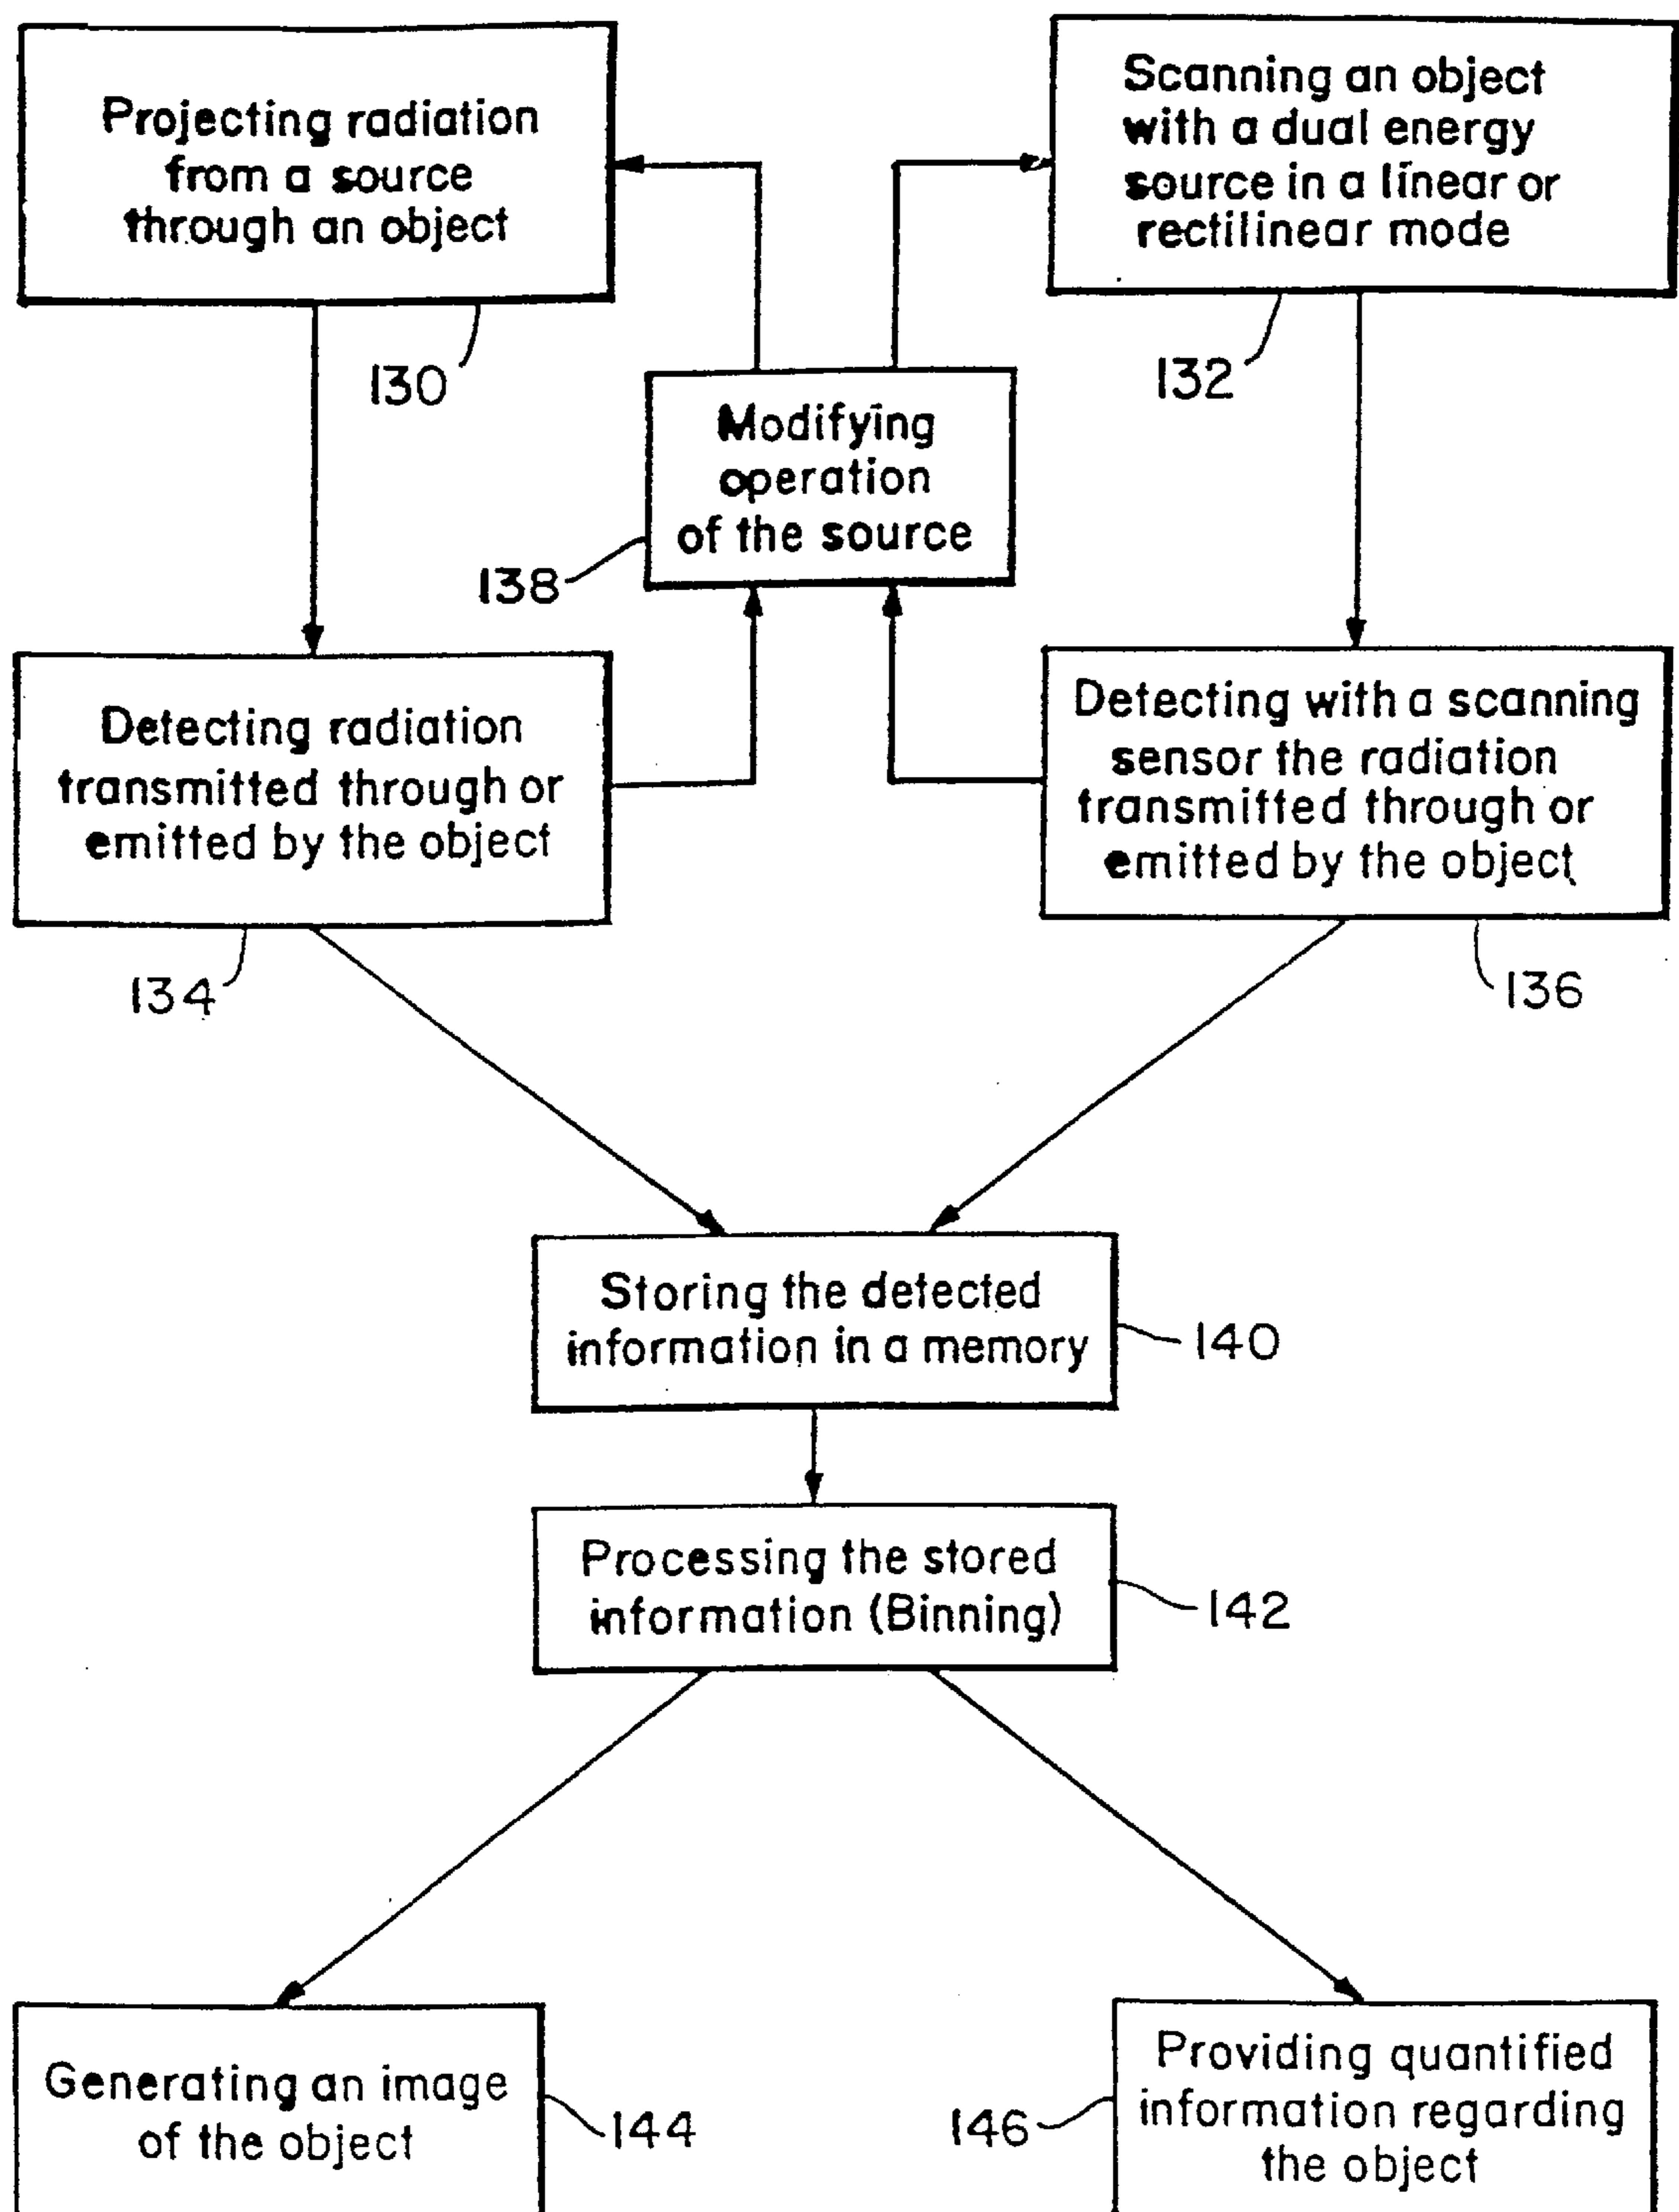 Projecting radiation
from a source
through an object
130
Scanning an object
with a dual energy
source in a linear or
rectilinear mode
132
Modifying
operation
of the source
138
Detecting radiation
transmitted through or
emitted by the object
134
Detecting with a scanning
sensor the radiation
transmitted through or
emitted by the object
136
Storing the detected
information in a memory
140
Processing the stored
information (Binning)
142
Generating an image
of the object
144
Providing quantified
information regarding
the object
146